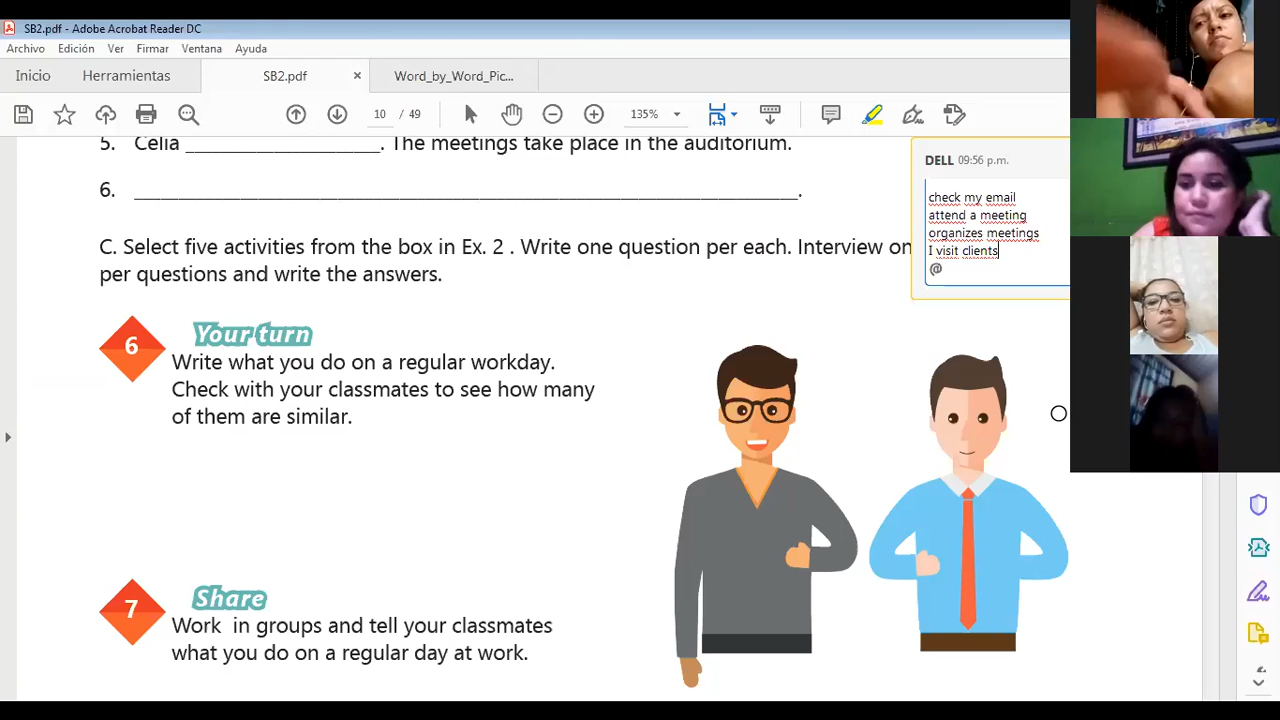 SB2.pdf - Adobe Acrobat Reader DC
Archivo Edición Ver Firmar Ventana Ayuda
Inicio Herramientas SB2.pdf × Word_by_Word_Pic...
10 / 49 135%
5. Celia ____________________. The meetings take place in the auditorium.
6. ______________________________________________________________________.
C. Select five activities from the box in Ex. 2 . Write one question per each. Interview on
per questions and write the answers.
DELL 09:56 p.m.
check my email
attend a meeting
organizes meetings
I visit clients
@
6 Your turn
Write what you do on a regular workday.
Check with your classmates to see how many
of them are similar.
7 Share
Work in groups and tell your classmates
what you do on a regular day at work.